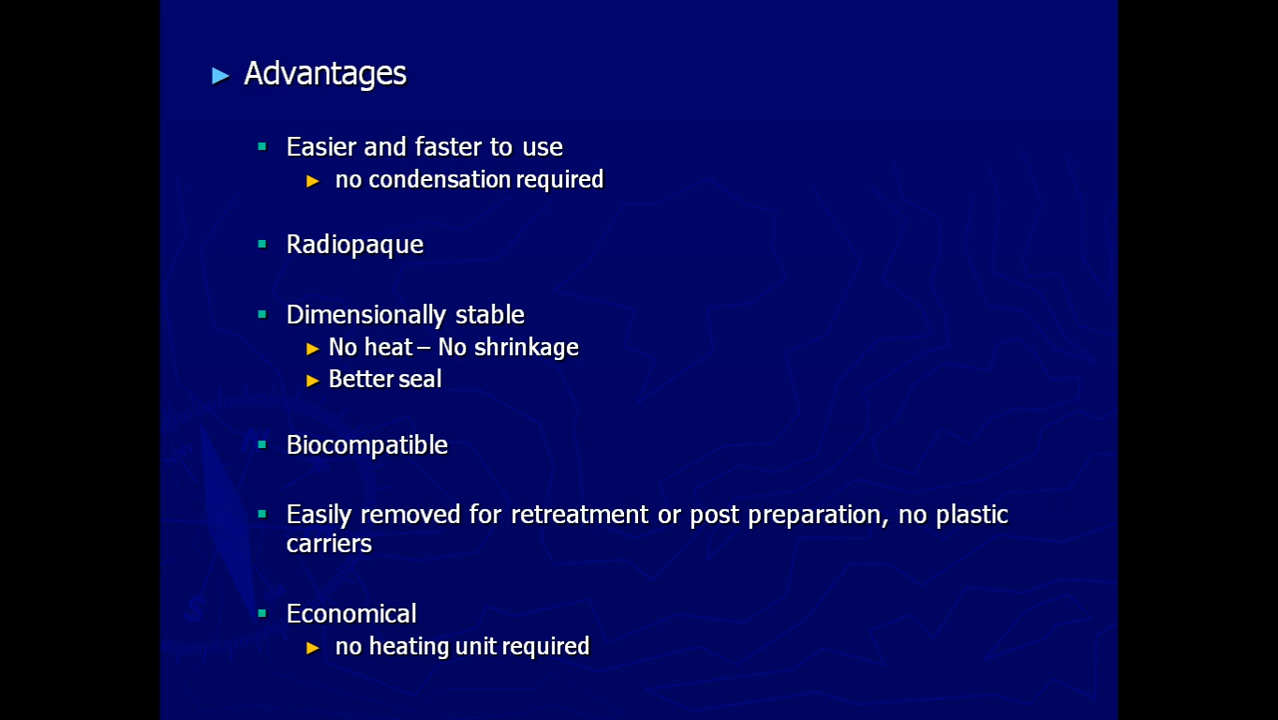 Advantages
Easier and faster to use
no condensation required
Radiopaque
Dimensionally stable
No heat – No shrinkage
Better seal
Biocompatible
Easily removed for retreatment or post preparation, no plastic
carriers
Economical
no heating unit required
S